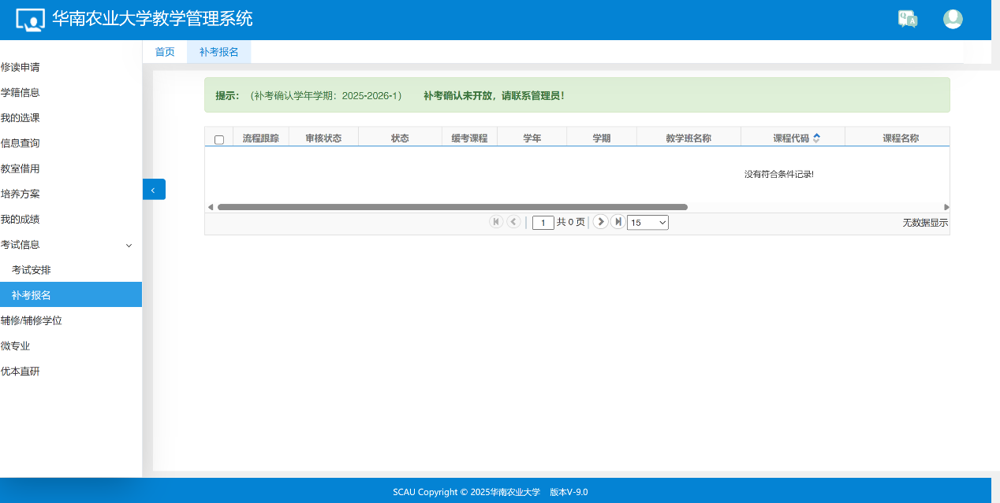 华南农业大学教学管理系统
首页 补考报名
修读申请
学籍信息
我的选课
信息查询
教室借用
培养方案
我的成绩
考试信息
考试安排
补考报名
辅修/辅修学位
微专业
优本直研
提示： （补考确认学年学期：2025-2026-1） 补考确认未开放，请联系管理员！
流程跟踪 审核状态 状态 缓考课程 学年 学期 教学班名称 课程代码 课程名称
没有符合条件记录!
1 共 0 页 15 无数据显示
SCAU Copyright © 2025华南农业大学 版本V-9.0